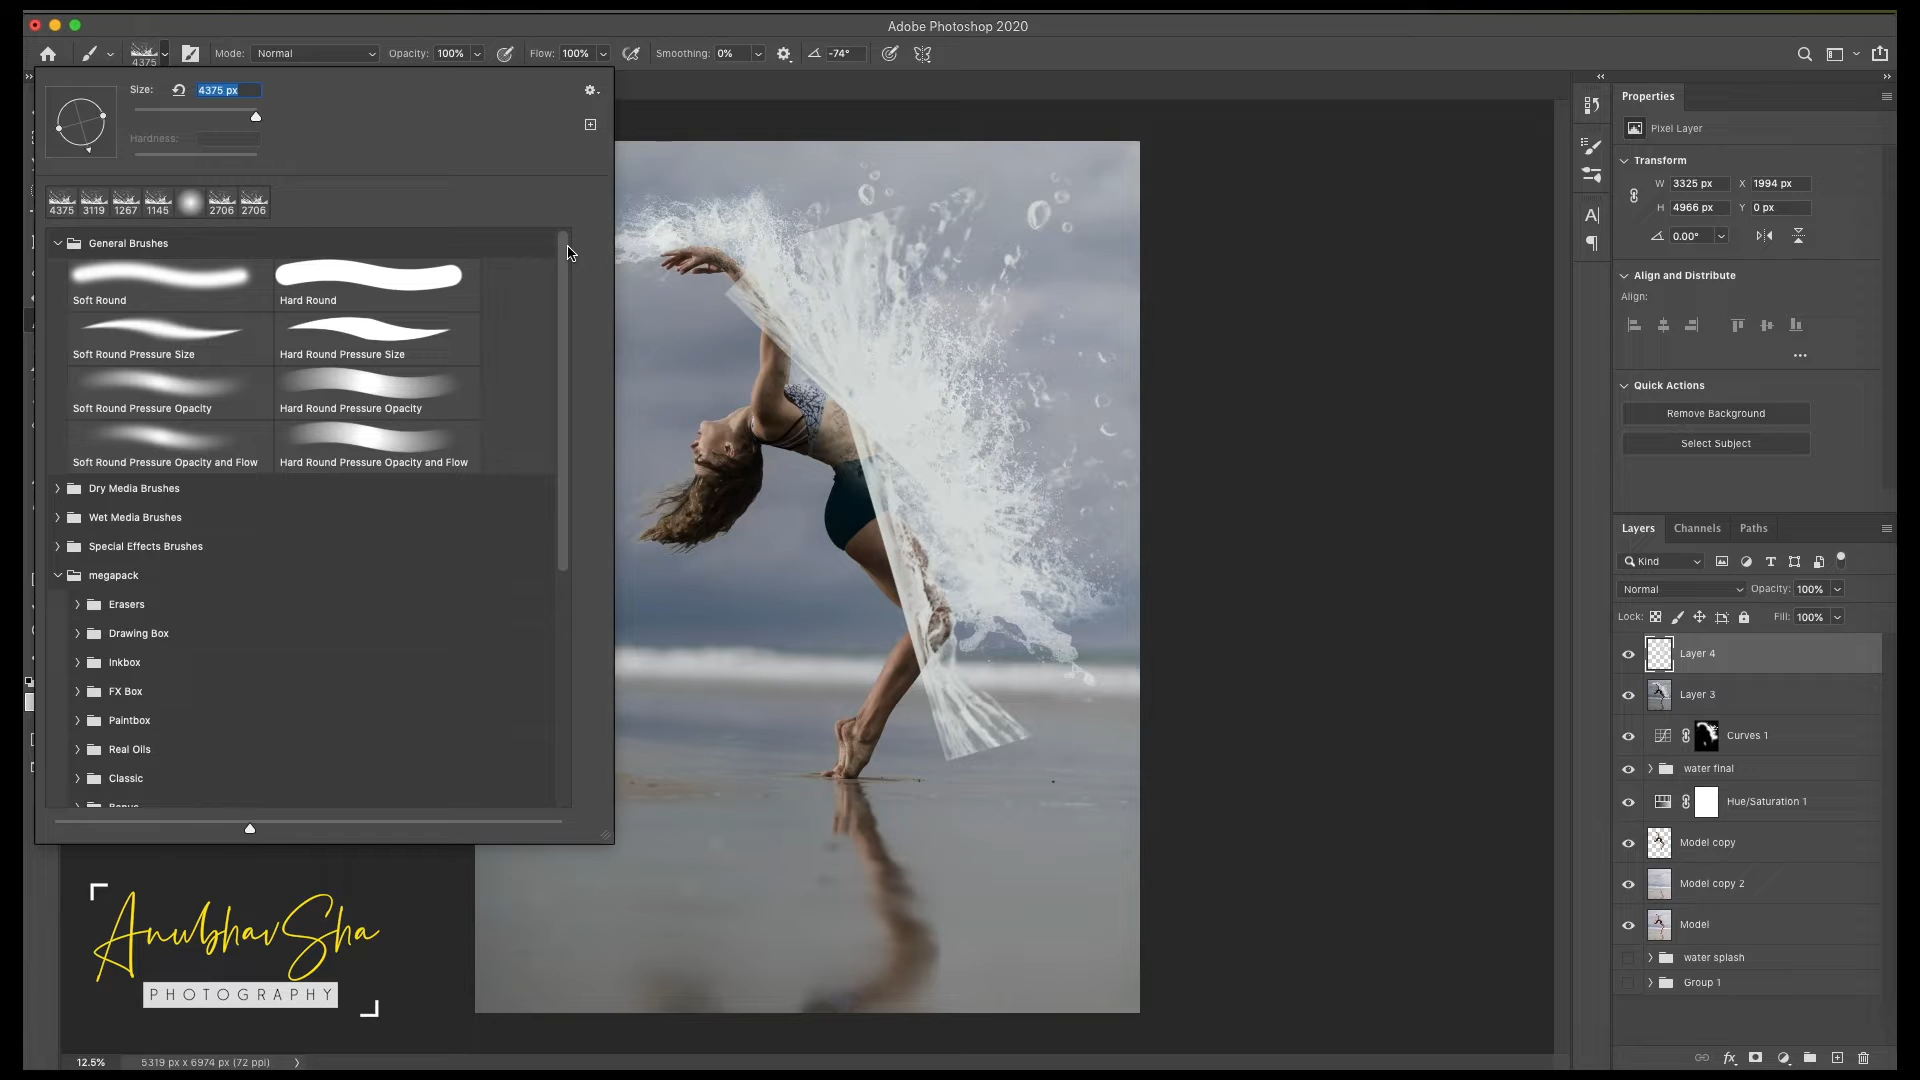 Adobe Photoshop 2020
4375 Mode: Normal Opacity: 100% Flow: 100% Smoothing: 0% -74°
Size: 4375 px
Hardness:
4375 3119 1267 1145 2706 2706
General Brushes
Soft Round Hard Round
Soft Round Pressure Size Hard Round Pressure Size
Soft Round Pressure Opacity Hard Round Pressure Opacity
Soft Round Pressure Opacity and Flow Hard Round Pressure Opacity and Flow
Dry Media Brushes
Wet Media Brushes
Special Effects Brushes
megapack
Erasers
Drawing Box
Inkbox
FX Box
Paintbox
Real Oils
Classic
AnubhavSha
PHOTOGRAPHY
12.5% 5319 px x 6974 px (72 ppi)
Properties
Pixel Layer
Transform
W 3325 px X 1994 px
H 4966 px Y 0 px
0.00°
Align and Distribute
Align:
Quick Actions
Remove Background
Select Subject
Layers Channels Paths
Kind
Normal Opacity: 100%
Lock: Fill: 100%
Layer 4
Layer 3
Curves 1
water final
Hue/Saturation 1
Model copy
Model copy 2
Model
water splash
Group 1